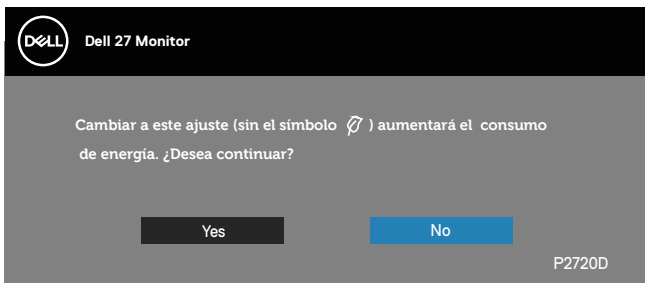 DELL
Dell 27 Monitor
Cambiar a este ajuste (sin el símbolo ) aumentará el consumo
de energía. ¿Desea continuar?
Yes No
P2720D